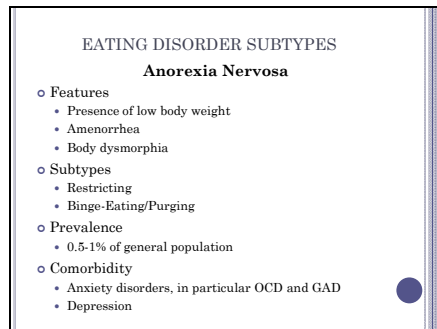 EATING DISORDER SUBTYPES
Anorexia Nervosa
Features
Presence of low body weight
Amenorrhea
Body dysmorphia
Subtypes
Restricting
Binge-Eating/Purging
Prevalence
0.5-1% of general population
Comorbidity
Anxiety disorders, in particular OCD and GAD
Depression